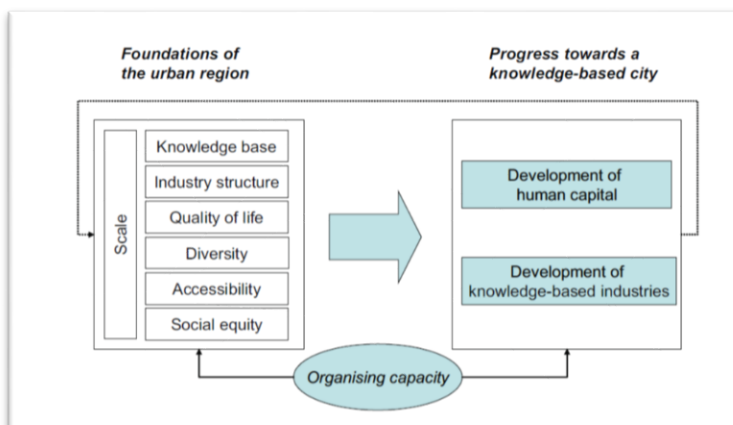 Foundations of
the urban region
Progress towards a
knowledge-based city
Scale
Knowledge base
Industry structure
Quality of life
Diversity
Accessibility
Social equity
Development of
human capital
Development of
knowledge-based industries
Organising capacity